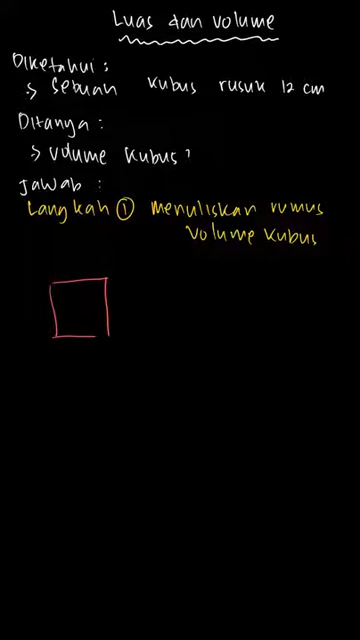 Luas dan volume
Diketahui :
-> Sebuah kubus rusuk 12 cm
Ditanya :
-> volume kubus ?
Jawab :
Langkah ① menuliskan rumus
volume kubus